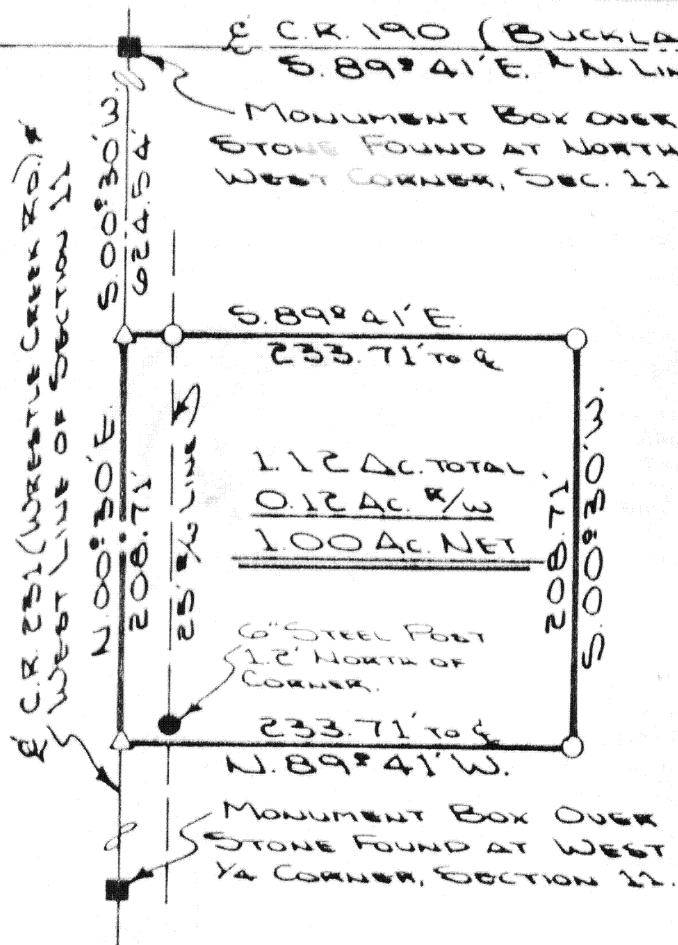 ℄ C.R. 190 (BUCKLA
S. 89° 41' E. & N. LIN
MONUMENT BOX OVER
STONE FOUND AT NORTH
WEST CORNER, SEC. 11
S. 00° 30' W.
624.54'
℄ C.R. 231 (WRESTLE CREEK RD.) &
WEST LINE OF SECTION 11
S. 89° 41' E.
233.71' TO ℄
N. 00° 30' E.
208.71'
25' R/W LINE
1.12 AC. TOTAL
0.12 AC. R/W
1.00 AC. NET
208.71'
S. 00° 30' W.
6" STEEL POST
1.2' NORTH OF
CORNER.
233.71' TO ℄
N. 89° 41' W.
MONUMENT BOX OVER
STONE FOUND AT WEST
1/4 CORNER, SECTION 11.